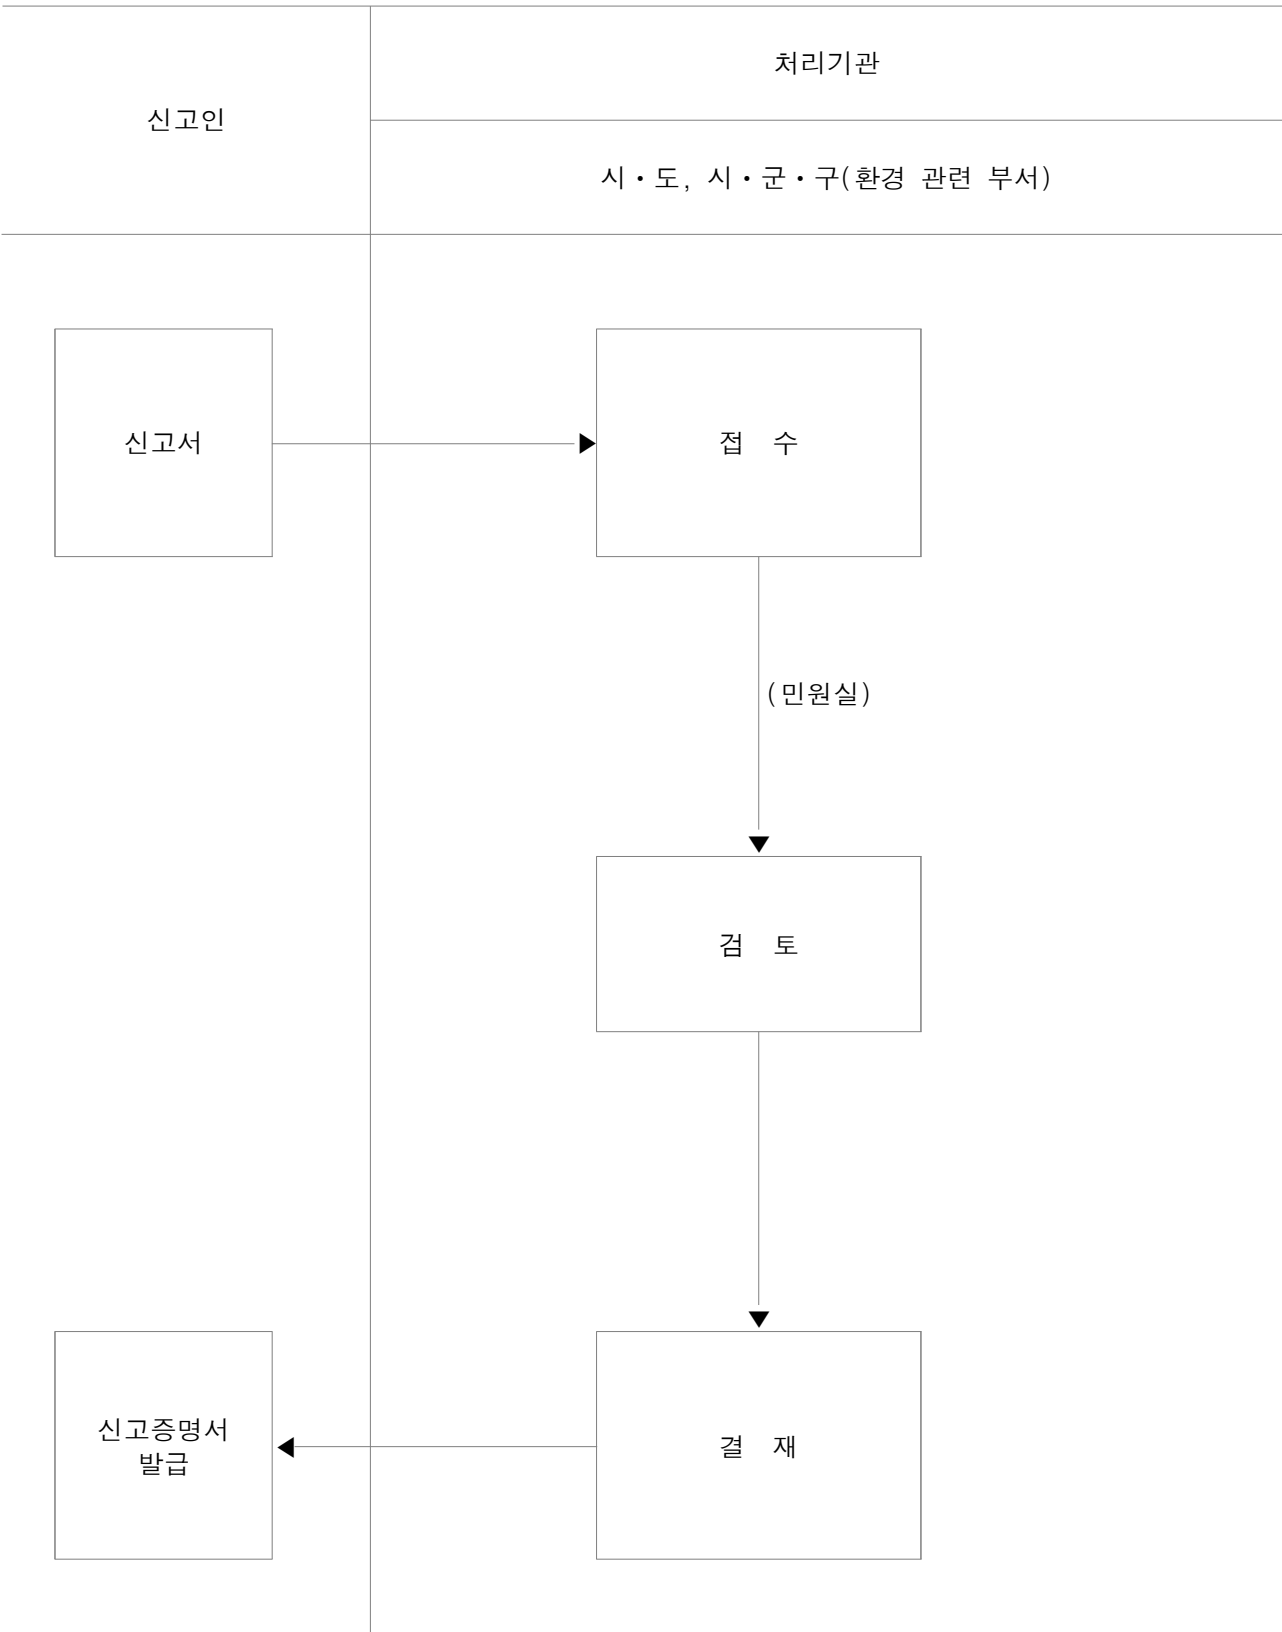 신고인
처리기관
시·도, 시·군·구(환경 관련 부서)
신고서
접 수
(민원실)
검 토
결 재
신고증명서
발급